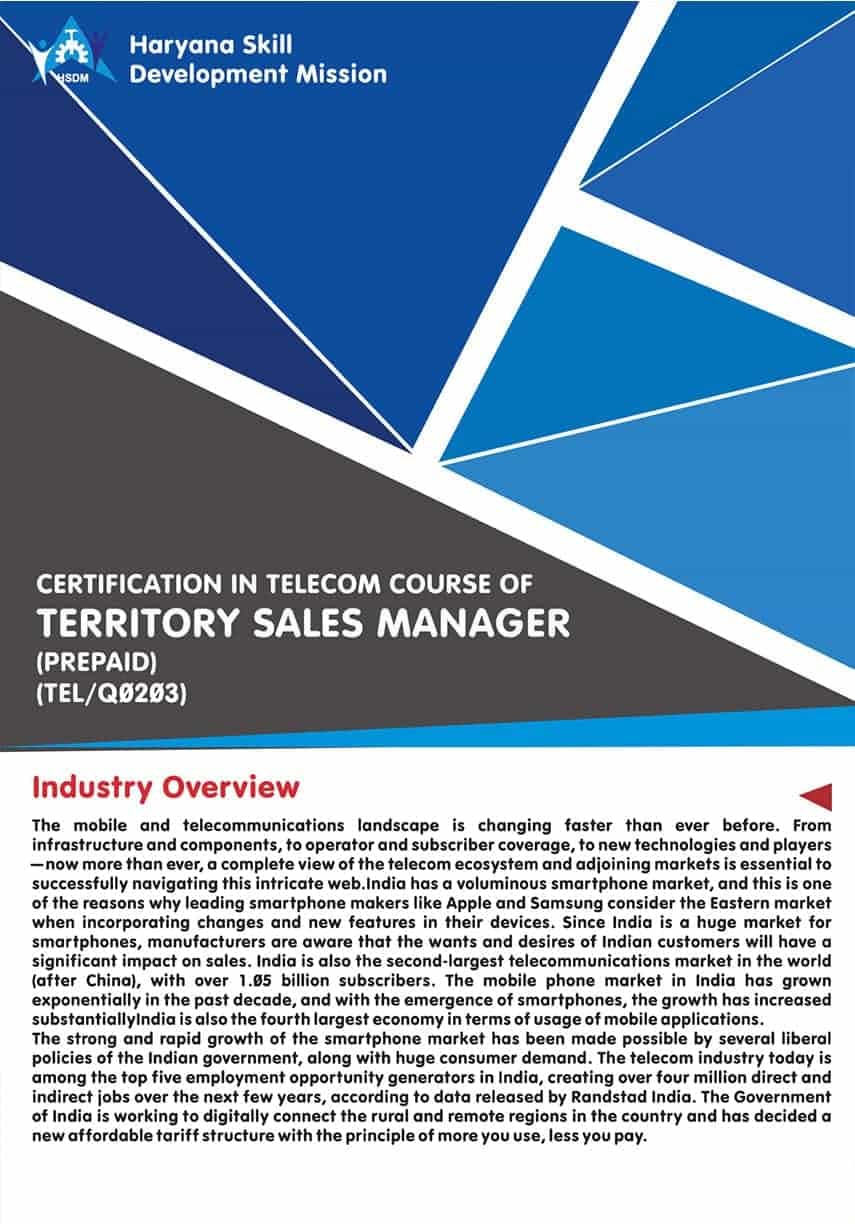 HSDM
Haryana Skill
Development Mission
CERTIFICATION IN TELECOM COURSE OF
TERRITORY SALES MANAGER
(PREPAID)
(TEL/QØ2Ø3)
Industry Overview
The mobile and telecommunications landscape is changing faster than ever before. From
infrastructure and components, to operator and subscriber coverage, to new technologies and players
—now more than ever, a complete view of the telecom ecosystem and adjoining markets is essential to
successfully navigating this intricate web.India has a voluminous smartphone market, and this is one
of the reasons why leading smartphone makers like Apple and Samsung consider the Eastern market
when incorporating changes and new features in their devices. Since India is a huge market for
smartphones, manufacturers are aware that the wants and desires of Indian customers will have a
significant impact on sales. India is also the second-largest telecommunications market in the world
(after China), with over 1.Ø5 billion subscribers. The mobile phone market in India has grown
exponentially in the past decade, and with the emergence of smartphones, the growth has increased
substantiallyIndia is also the fourth largest economy in terms of usage of mobile applications.
The strong and rapid growth of the smartphone market has been made possible by several liberal
policies of the Indian government, along with huge consumer demand. The telecom industry today is
among the top five employment opportunity generators in India, creating over four million direct and
indirect jobs over the next few years, according to data released by Randstad India. The Government
of India is working to digitally connect the rural and remote regions in the country and has decided a
new affordable tariff structure with the principle of more you use, less you pay.